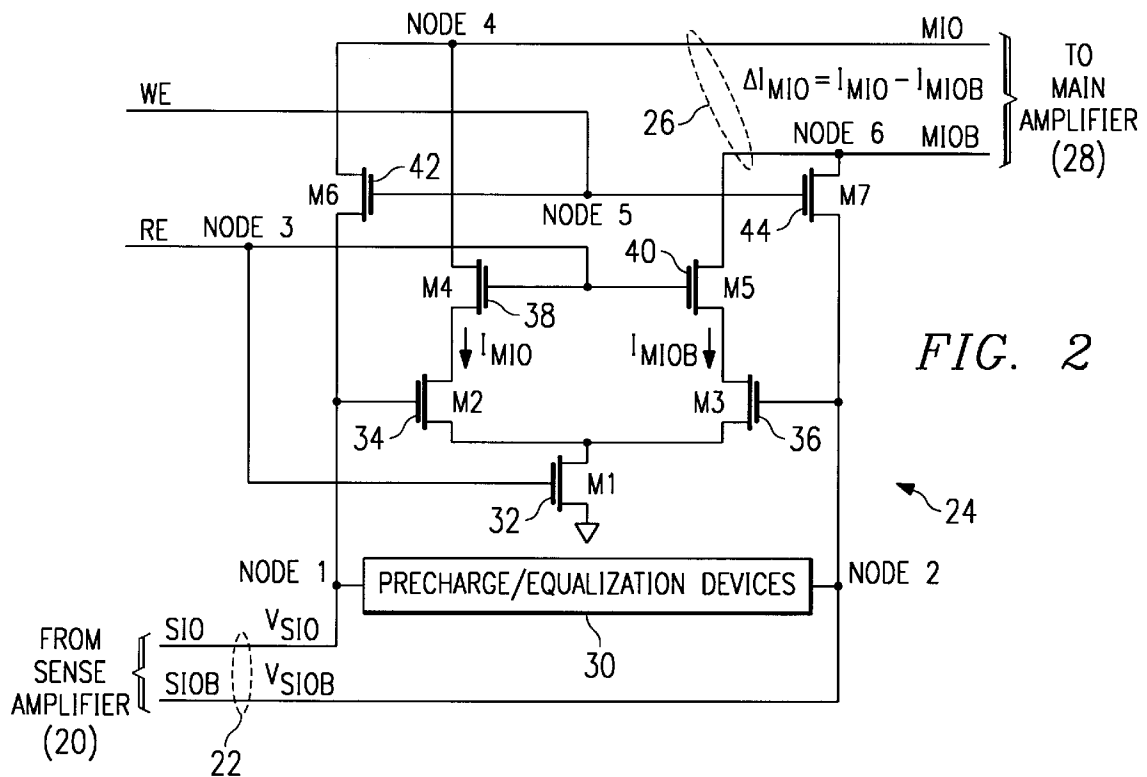 NODE 4
MIO
ΔI_MIO = I_MIO − I_MIOB
TO
MAIN
AMPLIFIER
(28)
WE
26
NODE 6
MIOB
42
M6
NODE 5
M7
44
RE
NODE 3
40
M4
38
M5
I_MIO
I_MIOB
FIG. 2
M2
34
M3
36
M1
32
24
NODE 1
PRECHARGE/EQUALIZATION DEVICES
NODE 2
30
FROM
SENSE
AMPLIFIER
(20)
SIO
V_SIO
SIOB
V_SIOB
22